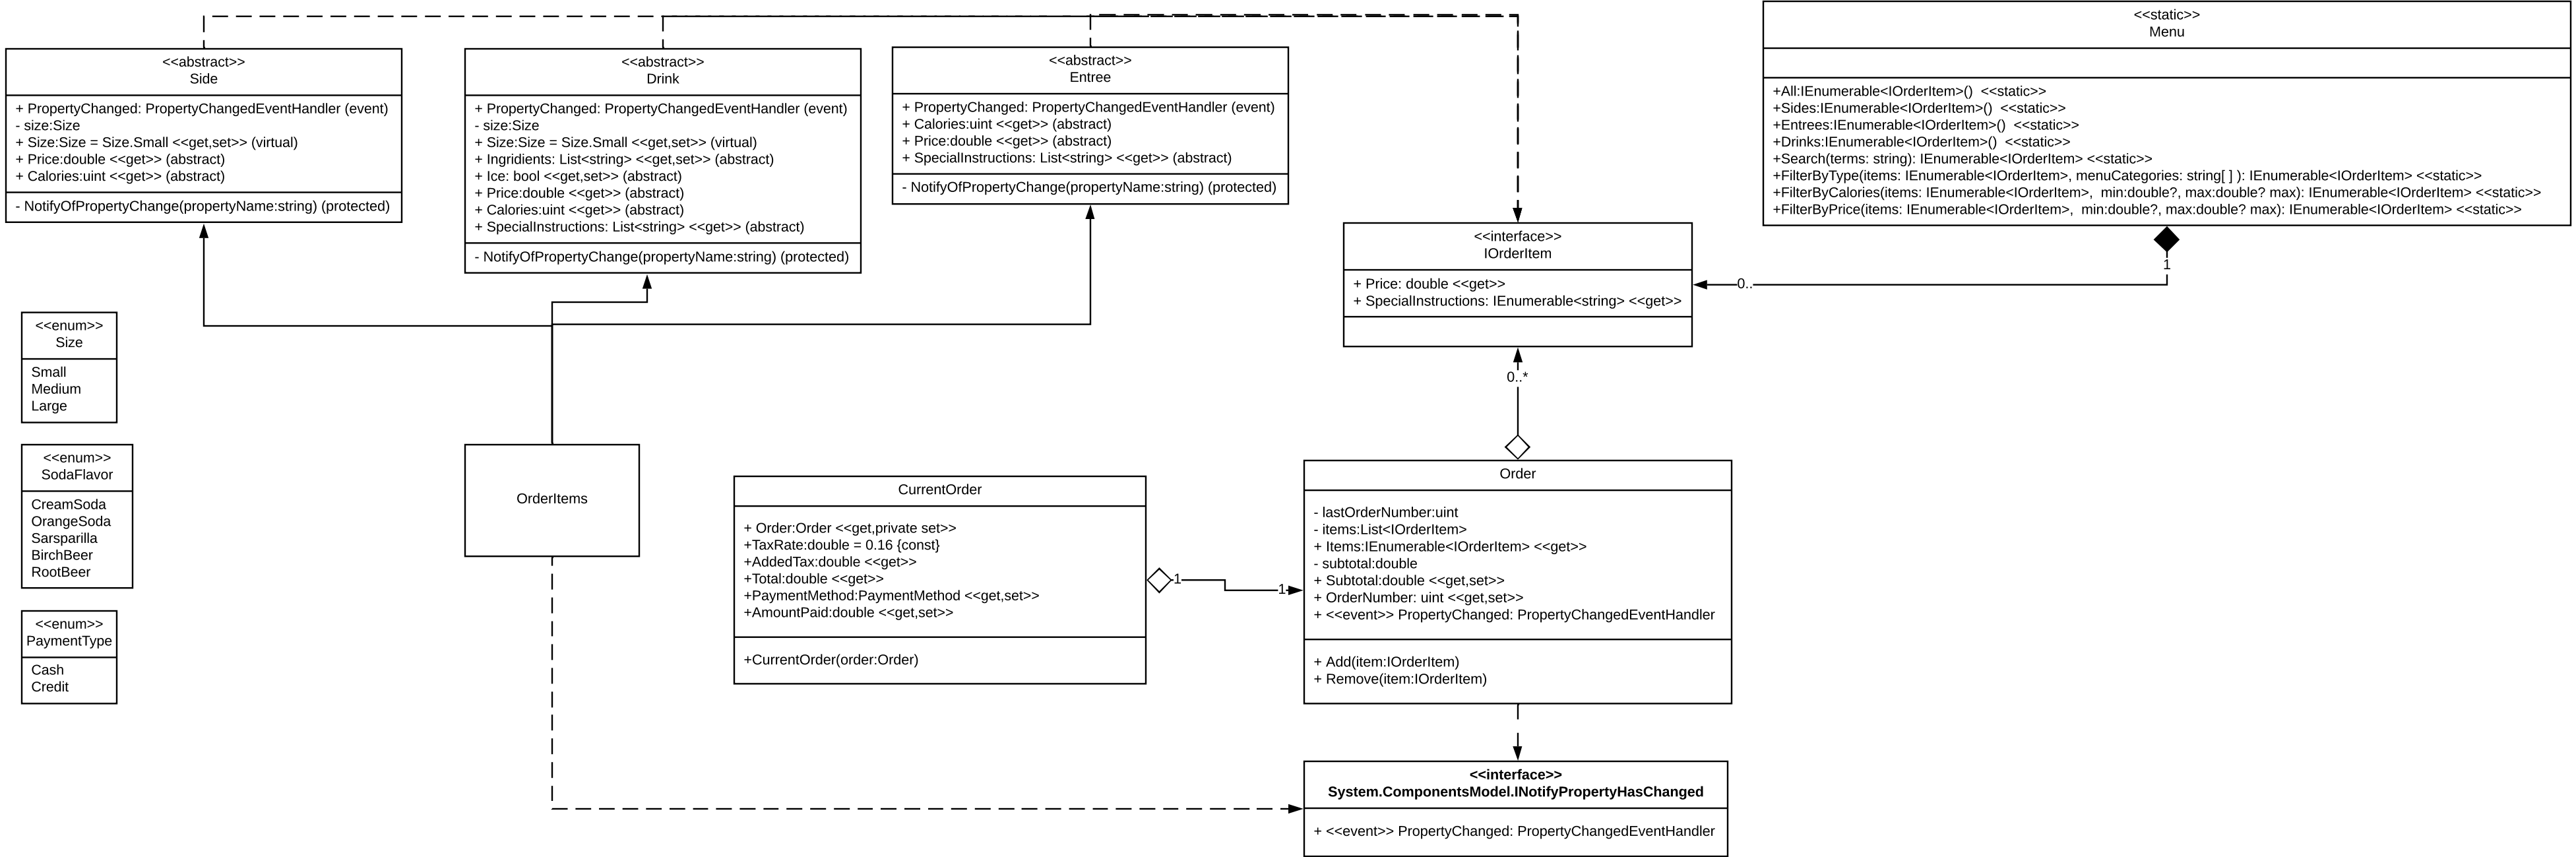 <<abstract>>
Side
+ PropertyChanged: PropertyChangedEventHandler (event)
- size:Size
+ Size:Size = Size.Small <<get,set>> (virtual)
+ Price:double <<get>> (abstract)
+ Calories:uint <<get>> (abstract)
- NotifyOfPropertyChange(propertyName:string) (protected)
<<abstract>>
Drink
+ PropertyChanged: PropertyChangedEventHandler (event)
- size:Size
+ Size:Size = Size.Small <<get,set>> (virtual)
+ Ingridients: List<string> <<get,set>> (abstract)
+ Ice: bool <<get,set>> (abstract)
+ Price:double <<get>> (abstract)
+ Calories:uint <<get>> (abstract)
+ SpecialInstructions: List<string> <<get>> (abstract)
- NotifyOfPropertyChange(propertyName:string) (protected)
<<abstract>>
Entree
+ PropertyChanged: PropertyChangedEventHandler (event)
+ Calories:uint <<get>> (abstract)
+ Price:double <<get>> (abstract)
+ SpecialInstructions: List<string> <<get>> (abstract)
- NotifyOfPropertyChange(propertyName:string) (protected)
<<static>>
Menu
+All:IEnumerable<IOrderItem>() <<static>>
+Sides:IEnumerable<IOrderItem>() <<static>>
+Entrees:IEnumerable<IOrderItem>() <<static>>
+Drinks:IEnumerable<IOrderItem>() <<static>>
+Search(terms: string): IEnumerable<IOrderItem> <<static>>
+FilterByType(items: IEnumerable<IOrderItem>, menuCategories: string[ ] ): IEnumerable<IOrderItem> <<static>>
+FilterByCalories(items: IEnumerable<IOrderItem>, min:double?, max:double? max): IEnumerable<IOrderItem> <<static>>
+FilterByPrice(items: IEnumerable<IOrderItem>, min:double?, max:double? max): IEnumerable<IOrderItem> <<static>>
<<interface>>
IOrderItem
+ Price: double <<get>>
+ SpecialInstructions: IEnumerable<string> <<get>>
0..
1
0..*
<<enum>>
Size
Small
Medium
Large
<<enum>>
SodaFlavor
CreamSoda
OrangeSoda
Sarsparilla
BirchBeer
RootBeer
<<enum>>
PaymentType
Cash
Credit
OrderItems
CurrentOrder
+ Order:Order <<get,private set>>
+TaxRate:double = 0.16 {const}
+AddedTax:double <<get>>
+Total:double <<get>>
+PaymentMethod:PaymentMethod <<get,set>>
+AmountPaid:double <<get,set>>
+CurrentOrder(order:Order)
1
1
Order
- lastOrderNumber:uint
- items:List<IOrderItem>
+ Items:IEnumerable<IOrderItem> <<get>>
- subtotal:double
+ Subtotal:double <<get,set>>
+ OrderNumber: uint <<get,set>>
+ <<event>> PropertyChanged: PropertyChangedEventHandler
+ Add(item:IOrderItem)
+ Remove(item:IOrderItem)
<<interface>>
System.ComponentsModel.INotifyPropertyHasChanged
+ <<event>> PropertyChanged: PropertyChangedEventHandler